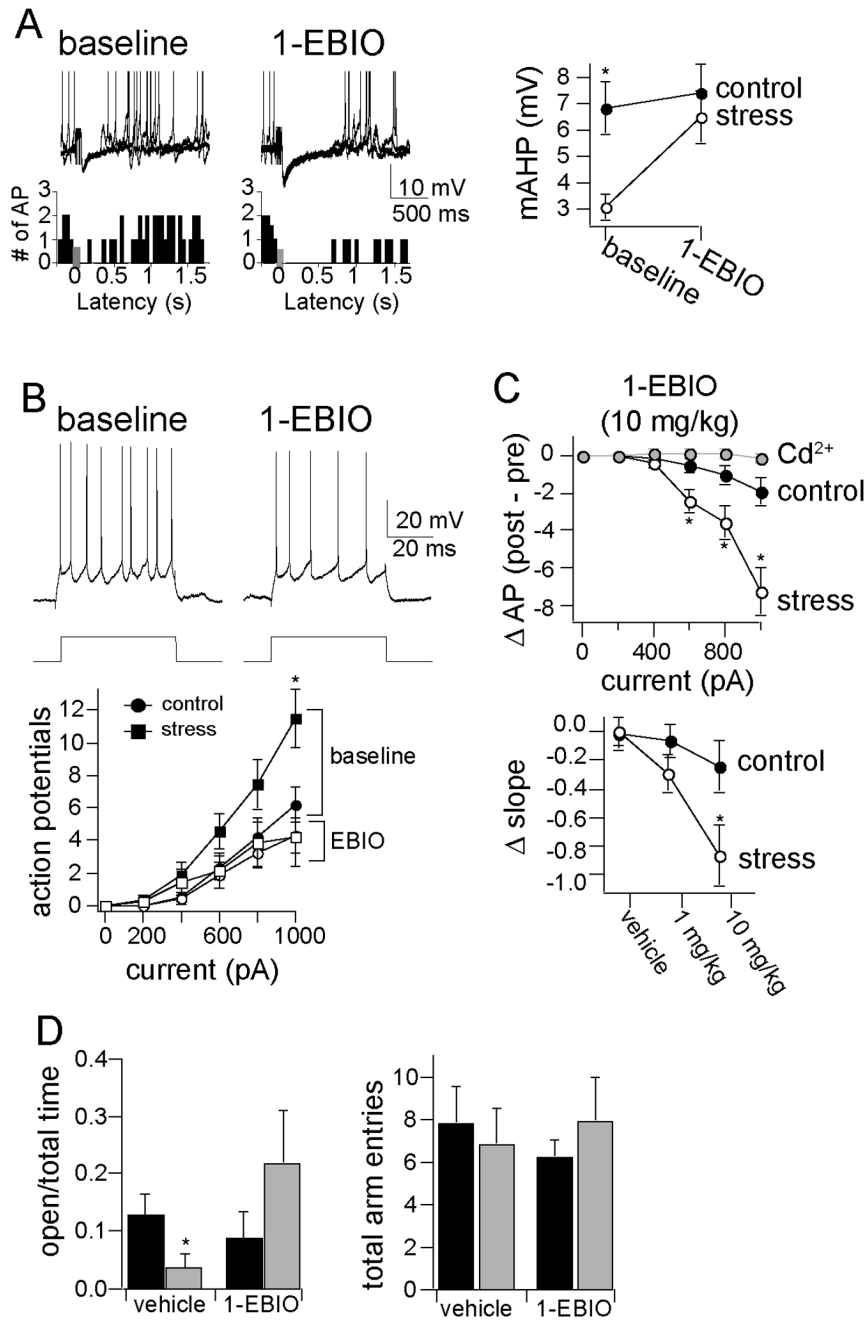 A
baseline
1-EBIO
10 mV
500 ms
# of AP
3
2
1
0
0 0.5 1 1.5
Latency (s)
3
2
1
0
0 0.5 1 1.5
Latency (s)
mAHP (mV)
8
7
6
5
4
3
* 
control
stress
baseline
1-EBIO
B
baseline
1-EBIO
20 mV
20 ms
action potentials
12
10
8
6
4
2
0
control
stress
*
baseline
EBIO
0 200 600 1000
current (pA)
C
1-EBIO
(10 mg/kg)
Δ AP (post - pre)
0
-2
-4
-6
-8
Cd2+
control
stress
* * *
0 400 800
current (pA)
Δ slope
0.0
-0.2
-0.4
-0.6
-0.8
-1.0
control
stress
*
vehicle
1 mg/kg
10 mg/kg
D
open/total time
0.4
0.3
0.2
0.1
0.0
*
vehicle 1-EBIO
total arm entries
10
8
6
4
2
0
vehicle 1-EBIO